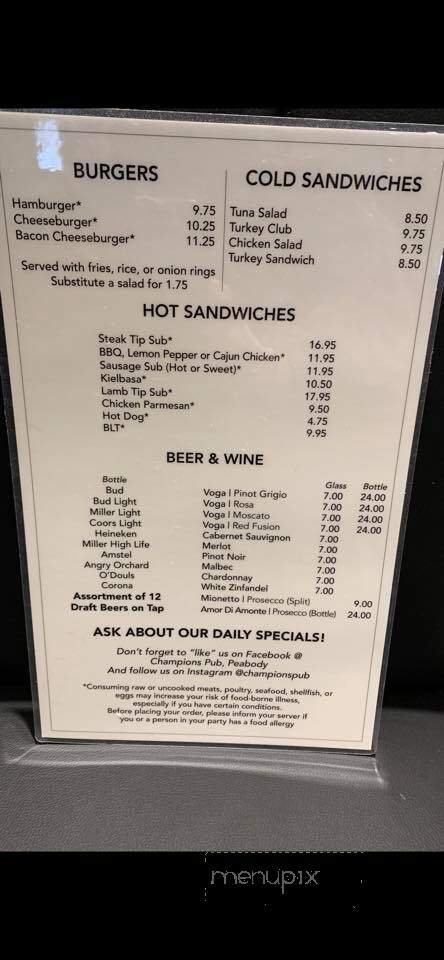 BURGERS
Hamburger* 9.75
Cheeseburger* 10.25
Bacon Cheeseburger* 11.25
Served with fries, rice, or onion rings
Substitute a salad for 1.75
COLD SANDWICHES
Tuna Salad 8.50
Turkey Club 9.75
Chicken Salad 9.75
Turkey Sandwich 8.50
HOT SANDWICHES
Steak Tip Sub* 16.95
BBQ, Lemon Pepper or Cajun Chicken* 11.95
Sausage Sub (Hot or Sweet)* 11.95
Kielbasa* 10.50
Lamb Tip Sub* 17.95
Chicken Parmesan* 9.50
Hot Dog* 4.75
BLT* 9.95
BEER & WINE
Bottle
Bud
Bud Light
Miller Light
Coors Light
Heineken
Miller High Life
Amstel
Angry Orchard
O'Douls
Corona
Assortment of 12
Draft Beers on Tap
Glass Bottle
Voga | Pinot Grigio 7.00 24.00
Voga | Rosa 7.00 24.00
Voga | Moscato 7.00 24.00
Voga | Red Fusion 7.00 24.00
Cabernet Sauvignon 7.00
Merlot 7.00
Pinot Noir 7.00
Malbec 7.00
Chardonnay 7.00
White Zinfandel 7.00
Mionetto | Prosecco (Split) 9.00
Amor Di Amonte | Prosecco (Bottle) 24.00
ASK ABOUT OUR DAILY SPECIALS!
Don't forget to "like" us on Facebook @
Champions Pub, Peabody
And follow us on Instagram @championspub
*Consuming raw or uncooked meats, poultry, seafood, shellfish, or
eggs may increase your risk of food-borne illness,
especially if you have certain conditions.
Before placing your order, please inform your server if
you or a person in your party has a food allergy
menupix